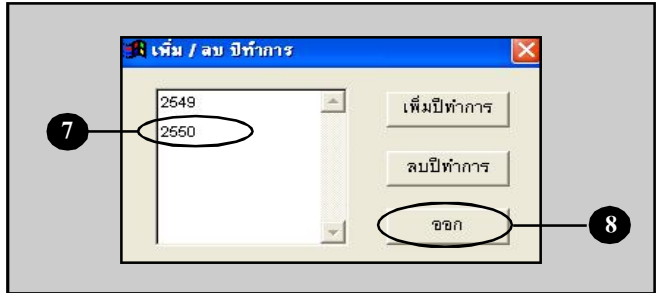 เพิ่ม / ลบ ปีทำการ
2549
2550
เพิ่มปีทำการ
ลบปีทำการ
ออก
7
8